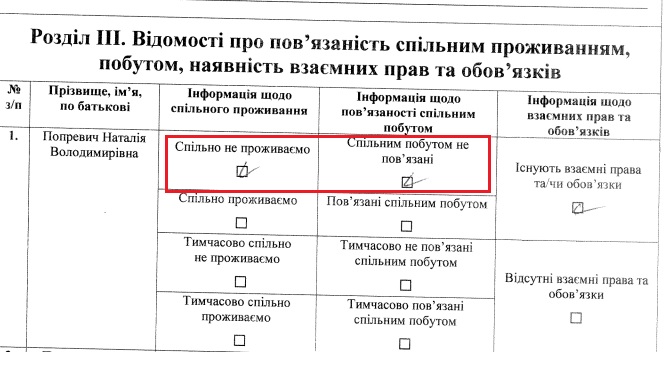 Розділ III. Відомості про пов’язаність спільним проживанням,
побутом, наявність взаємних прав та обов’язків
№
з/п
Прізвище, ім’я,
по батькові
Інформація щодо
спільного проживання
Інформація щодо
пов’язаності спільним
побутом
Інформація щодо
взаємних прав та
обов’язків
1.
Попревич Наталія
Володимирівна
Спільно не проживаємо
Спільним побутом не
пов’язані
Існують взаємні права
та/чи обов’язки
Спільно проживаємо
Пов’язані спільним побутом
Тимчасово спільно
не проживаємо
Тимчасово не пов’язані
спільним побутом
Відсутні взаємні права та
обов’язки
Тимчасово спільно
проживаємо
Тимчасово пов’язані
спільним побутом